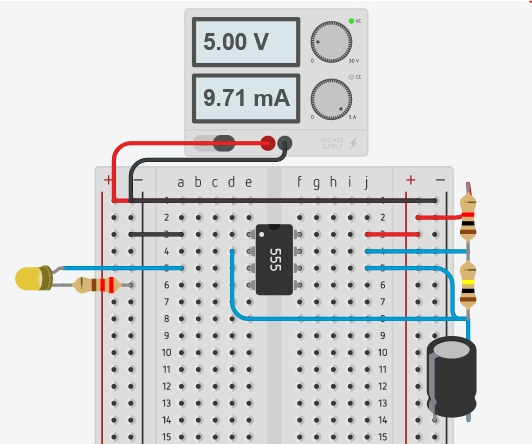 5.00 V
VC
0 30 V
9.71 mA
CC
0 5 A
VOLTAGE
SUPPLY
+ − a b c d e f g h i j + −
1 1
2 2
3
4 4
5 5
6 6
7 7
8 8
9 9
10 10
11 11
12 12
13 13
14 14
15 15
555